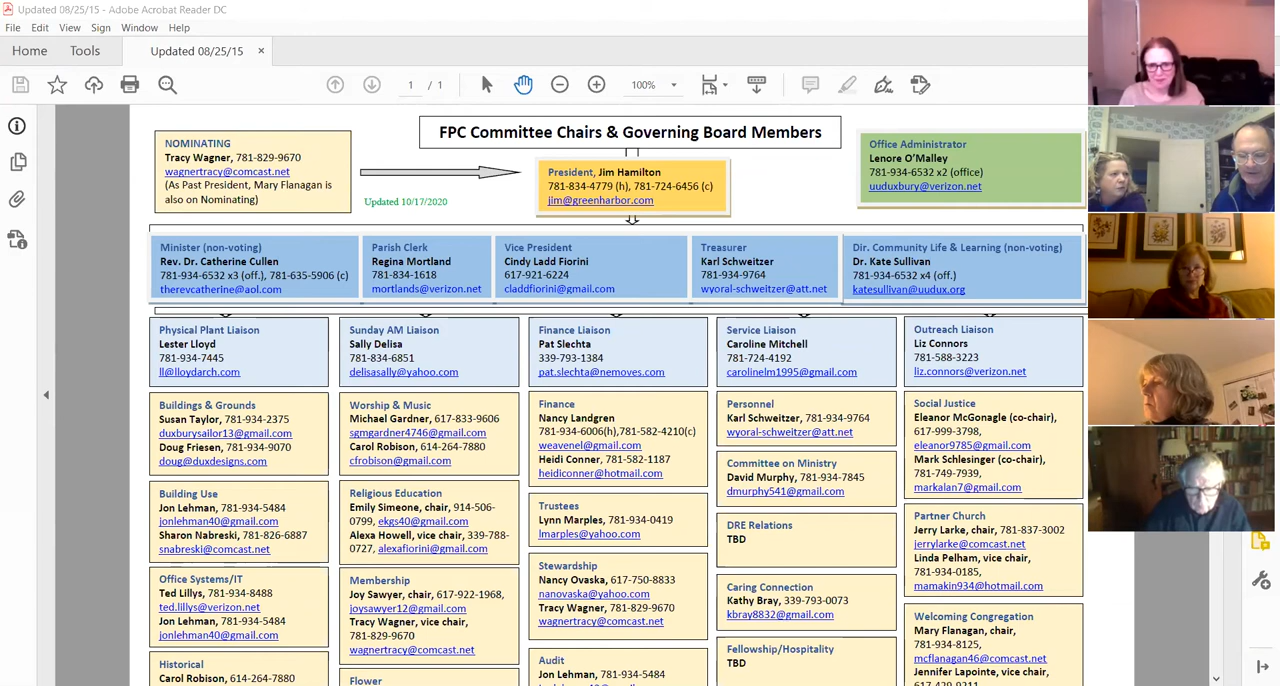 Updated 08/25/15 - Adobe Acrobat Reader DC
File Edit View Sign Window Help
Home Tools Updated 08/25/15 ×
1 / 1 100%
FPC Committee Chairs & Governing Board Members
NOMINATING
Tracy Wagner, 781-829-9670
wagnertracy@comcast.net
(As Past President, Mary Flanagan is
also on Nominating)
Updated 10/17/2020
President, Jim Hamilton
781-834-4779 (h), 781-724-6456 (c)
jim@greenharbor.com
Office Administrator
Lenore O'Malley
781-934-6532 x2 (office)
uuduxbury@verizon.net
Minister (non-voting)
Rev. Dr. Catherine Cullen
781-934-6532 x3 (off.), 781-635-5906 (c)
therevcatherine@aol.com
Parish Clerk
Regina Mortland
781-834-1618
mortlands@verizon.net
Vice President
Cindy Ladd Fiorini
617-921-6224
claddfiorini@gmail.com
Treasurer
Karl Schweitzer
781-934-9764
wyoral-schweitzer@att.net
Dir. Community Life & Learning (non-voting)
Dr. Kate Sullivan
781-934-6532 x4 (off.)
katesullivan@uudux.org
Physical Plant Liaison
Lester Lloyd
781-934-7445
ll@lloydarch.com
Buildings & Grounds
Susan Taylor, 781-934-2375
duxburysailor13@gmail.com
Doug Friesen, 781-934-9070
doug@duxdesigns.com
Building Use
Jon Lehman, 781-934-5484
jonlehman40@gmail.com
Sharon Nabreski, 781-826-6887
snabreski@comcast.net
Office Systems/IT
Ted Lillys, 781-934-8488
ted.lillys@verizon.net
Jon Lehman, 781-934-5484
jonlehman40@gmail.com
Historical
Carol Robison, 614-264-7880
Sunday AM Liaison
Sally Delisa
781-834-6851
delisasally@yahoo.com
Worship & Music
Michael Gardner, 617-833-9606
sgmgardner4746@gmail.com
Carol Robison, 614-264-7880
cfrobison@gmail.com
Religious Education
Emily Simeone, chair, 914-506-
0799, ekgs40@gmail.com
Alexa Howell, vice chair, 339-788-
0727, alexafiorini@gmail.com
Membership
Joy Sawyer, chair, 617-922-1968,
joysawyer12@gmail.com
Tracy Wagner, vice chair,
781-829-9670
wagnertracy@comcast.net
Flower
Finance Liaison
Pat Slechta
339-793-1384
pat.slechta@nemoves.com
Finance
Nancy Landgren
781-934-6006(h),781-582-4210(c)
weavenel@gmail.com
Heidi Conner, 781-582-1187
heidiconner@hotmail.com
Trustees
Lynn Marples, 781-934-0419
lmarples@yahoo.com
Stewardship
Nancy Ovaska, 617-750-8833
nanovaska@yahoo.com
Tracy Wagner, 781-829-9670
wagnertracy@comcast.net
Audit
Jon Lehman, 781-934-5484
Service Liaison
Caroline Mitchell
781-724-4192
carolinelm1995@gmail.com
Personnel
Karl Schweitzer, 781-934-9764
wyoral-schweitzer@att.net
Committee on Ministry
David Murphy, 781-934-7845
dmurphy541@gmail.com
DRE Relations
TBD
Caring Connection
Kathy Bray, 339-793-0073
kbray8832@gmail.com
Fellowship/Hospitality
TBD
Outreach Liaison
Liz Connors
781-588-3223
liz.connors@verizon.net
Social Justice
Eleanor McGonagle (co-chair),
617-999-3798,
eleanor9785@gmail.com
Mark Schlesinger (co-chair),
781-749-7939,
markalan7@gmail.com
Partner Church
Jerry Larke, chair, 781-837-3002
jerrylarke@comcast.net
Linda Pelham, vice chair,
781-934-0185,
mamakin934@hotmail.com
Welcoming Congregation
Mary Flanagan, chair,
781-934-8125,
mcflanagan46@comcast.net
Jennifer Lapointe, vice chair,